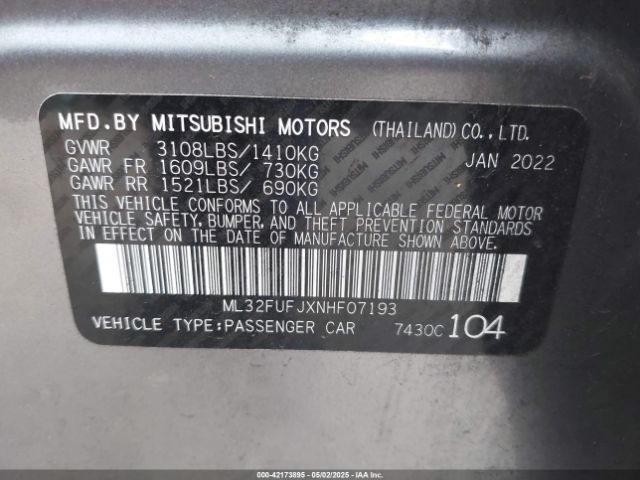 MFD.BY MITSUBISHI MOTORS (THAILAND)CO.,LTD.
GVWR 3108LBS/1410KG JAN 2022
GAWR FR 1609LBS/ 730KG
GAWR RR 1521LBS/ 690KG
THIS VEHICLE CONFORMS TO ALL APPLICABLE FEDERAL MOTOR
VEHICLE SAFETY, BUMPER, AND THEFT PREVENTION STANDARDS
IN EFFECT ON THE DATE OF MANUFACTURE SHOWN ABOVE.
ML32FUFJXNHF07193
VEHICLE TYPE:PASSENGER CAR 7430C 104
000-42173895 - 05/02/2025 - IAAI.COM